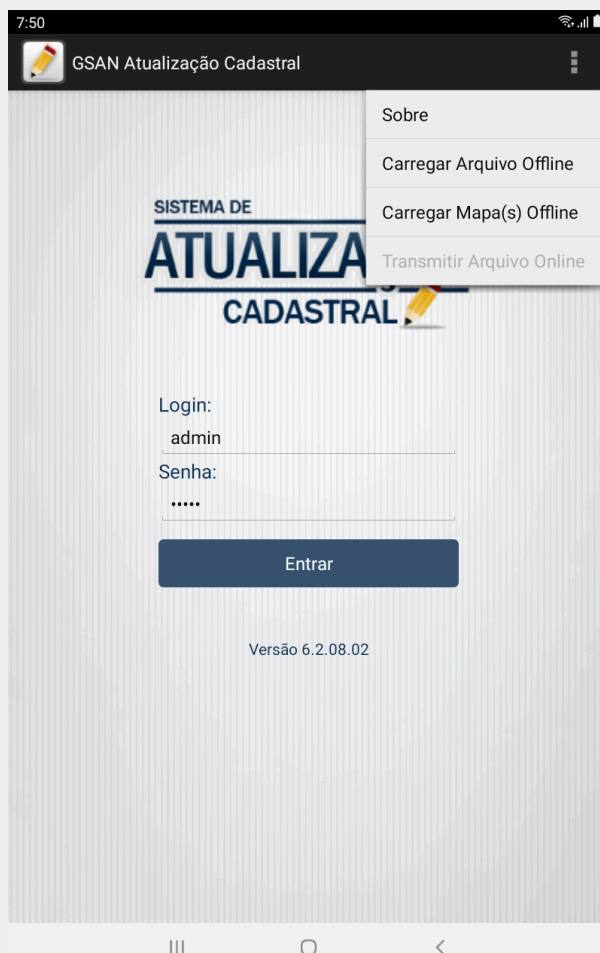 7:50
GSAN Atualização Cadastral
Sobre
Carregar Arquivo Offline
Carregar Mapa(s) Offline
Transmitir Arquivo Online
SISTEMA DE
ATUALIZA
CADASTRAL
Login:
admin
Senha:
•••••
Entrar
Versão 6.2.08.02